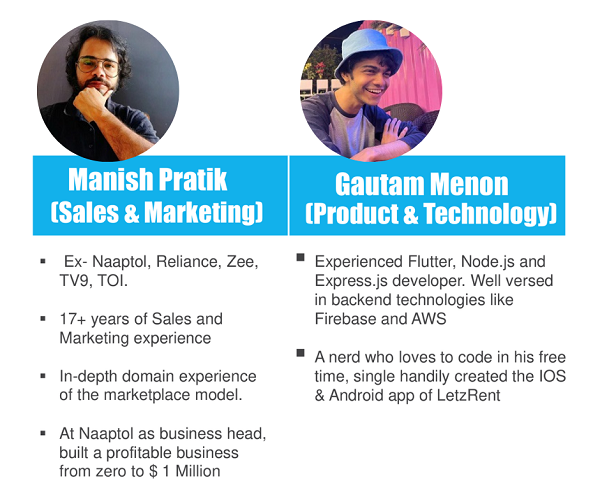 Manish Pratik
(Sales & Marketing)
Gautam Menon
(Product & Technology)
▪ Ex- Naaptol, Reliance, Zee,
TV9, TOI.
▪ 17+ years of Sales and
Marketing experience
▪ In-depth domain experience
of the marketplace model.
▪ At Naaptol as business head,
built a profitable business
from zero to $ 1 Million
▪ Experienced Flutter, Node.js and
Express.js developer. Well versed
in backend technologies like
Firebase and AWS
▪ A nerd who loves to code in his free
time, single handily created the IOS
& Android app of LetzRent